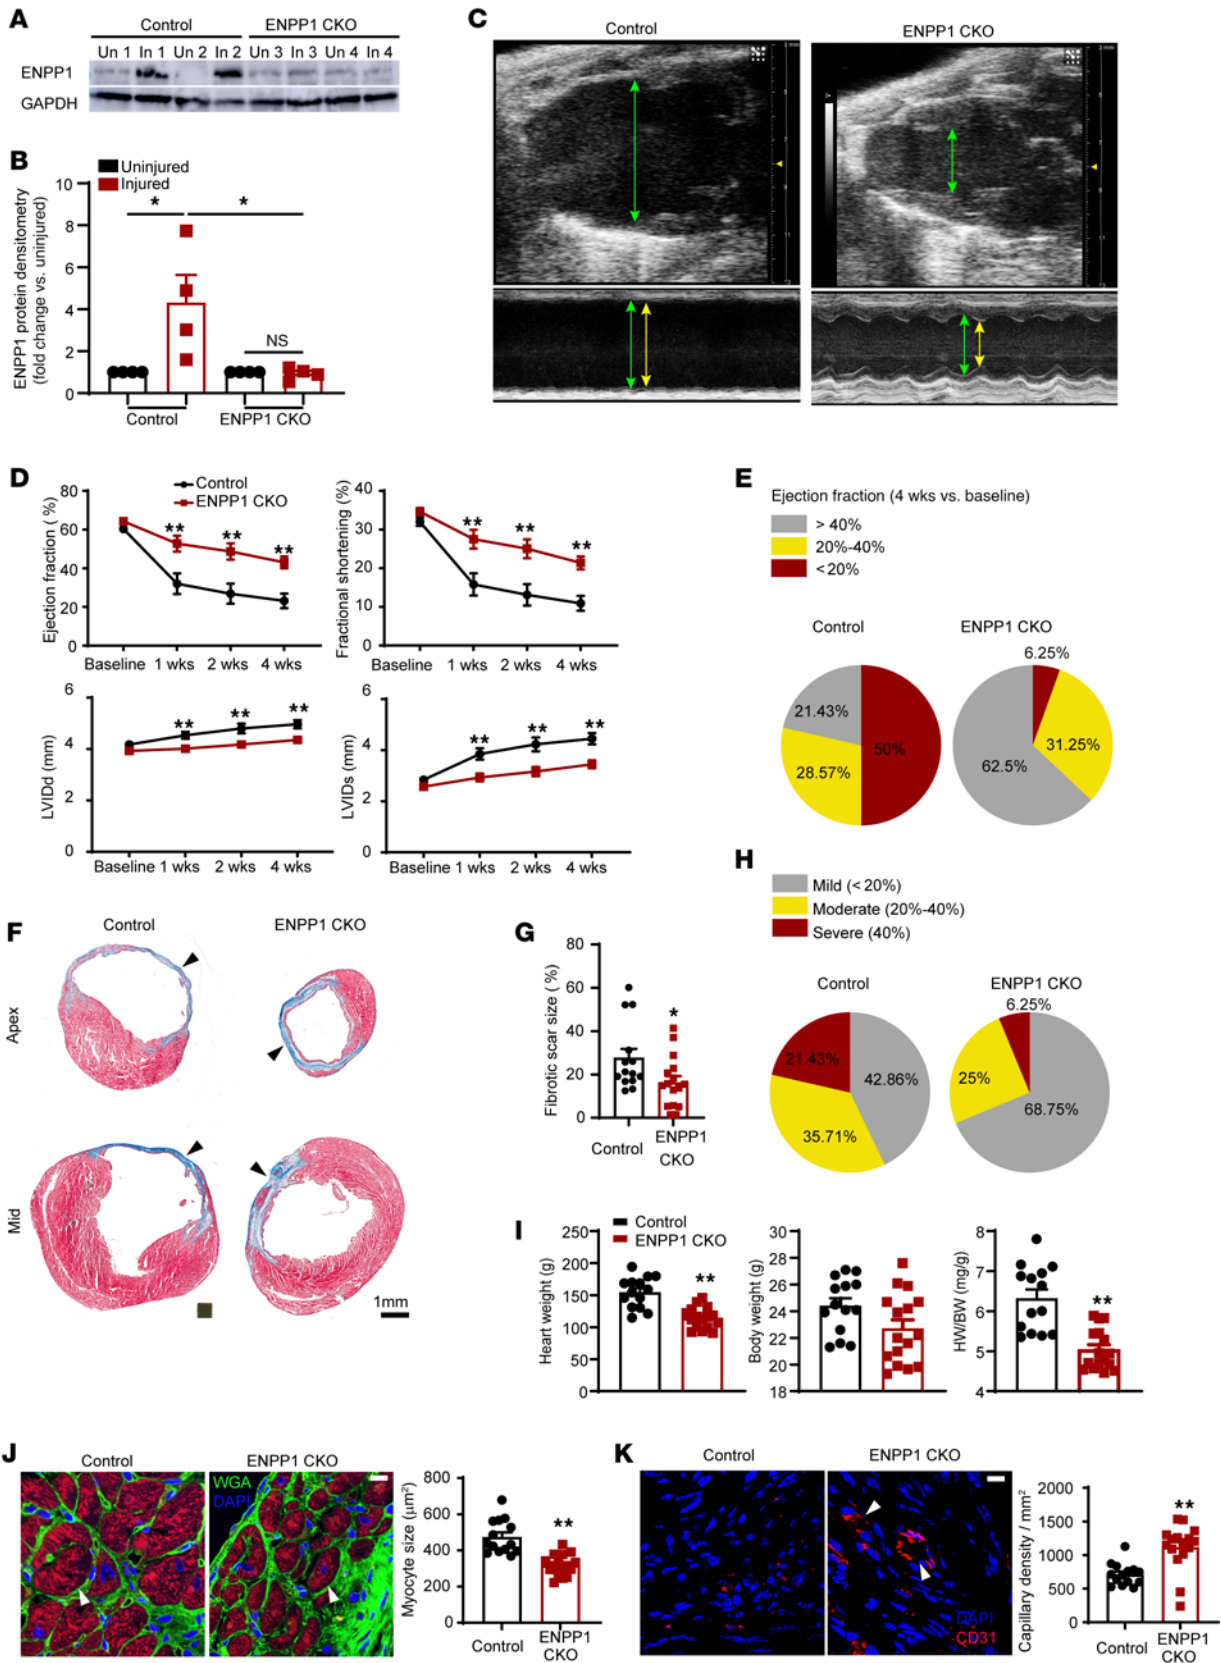 A
Control
ENPP1 CKO
Un 1 In 1 Un 2 In 2 Un 3 In 3 Un 4 In 4
ENPP1
GAPDH
B
Uninjured
Injured
ENPP1 protein densitometry
(fold change vs. uninjured)
10
8
6
4
2
0
*
*
NS
Control
ENPP1 CKO
C
Control
ENPP1 CKO
D
Control
ENPP1 CKO
Ejection fraction ( %)
80
60
40
20
0
** ** **
Baseline 1 wks 2 wks 4 wks
Fractional shortening (%)
40
30
20
10
0
** ** **
Baseline 1 wks 2 wks 4 wks
LVIDd (mm)
6
4
2
0
** ** **
Baseline 1 wks 2 wks 4 wks
LVIDs (mm)
6
4
2
0
** ** **
Baseline 1 wks 2 wks 4 wks
E
Ejection fraction (4 wks vs. baseline)
> 40%
20%-40%
<20%
Control
ENPP1 CKO
21.43%
50%
28.57%
6.25%
31.25%
62.5%
F
Control
ENPP1 CKO
Apex
Mid
1mm
G
Fibrotic scar size ( %)
80
60
40
20
0
*
Control
ENPP1
CKO
H
Mild (< 20%)
Moderate (20%-40%)
Severe (40%)
Control
ENPP1 CKO
21.43%
42.86%
35.71%
6.25%
25%
68.75%
I
Control
ENPP1 CKO
Heart weight (g)
250
200
150
100
50
0
**
Body weight (g)
30
28
26
24
22
20
18
HW/BW (mg/g)
8
7
6
5
4
**
J
Control
ENPP1 CKO
WGA
DAPI
Myocyte size (µm²)
800
600
400
200
0
**
Control
ENPP1
CKO
K
Control
ENPP1 CKO
DAPI
CD31
Capillary density / mm²
2000
1500
1000
500
0
**
Control
ENPP1
CKO